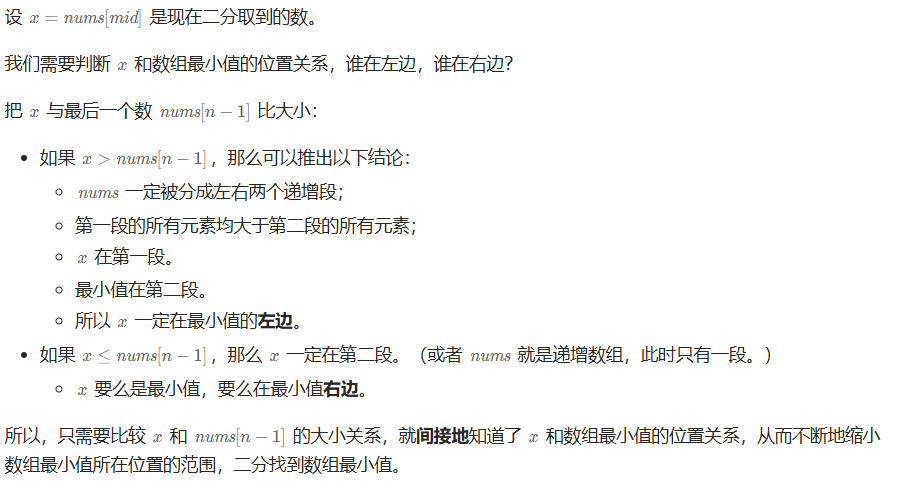 设 x = nums[mid] 是现在二分取到的数。
我们需要判断 x 和数组最小值的位置关系，谁在左边，谁在右边？
把 x 与最后一个数 nums[n − 1] 比大小：
• 如果 x > nums[n − 1]，那么可以推出以下结论：
◦ nums 一定被分成左右两个递增段；
◦ 第一段的所有元素均大于第二段的所有元素；
◦ x 在第一段。
◦ 最小值在第二段。
◦ 所以 x 一定在最小值的左边。
• 如果 x ≤ nums[n − 1]，那么 x 一定在第二段。（或者 nums 就是递增数组，此时只有一段。）
◦ x 要么是最小值，要么在最小值右边。
所以，只需要比较 x 和 nums[n − 1] 的大小关系，就间接地知道了 x 和数组最小值的位置关系，从而不断地缩小
数组最小值所在位置的范围，二分找到数组最小值。